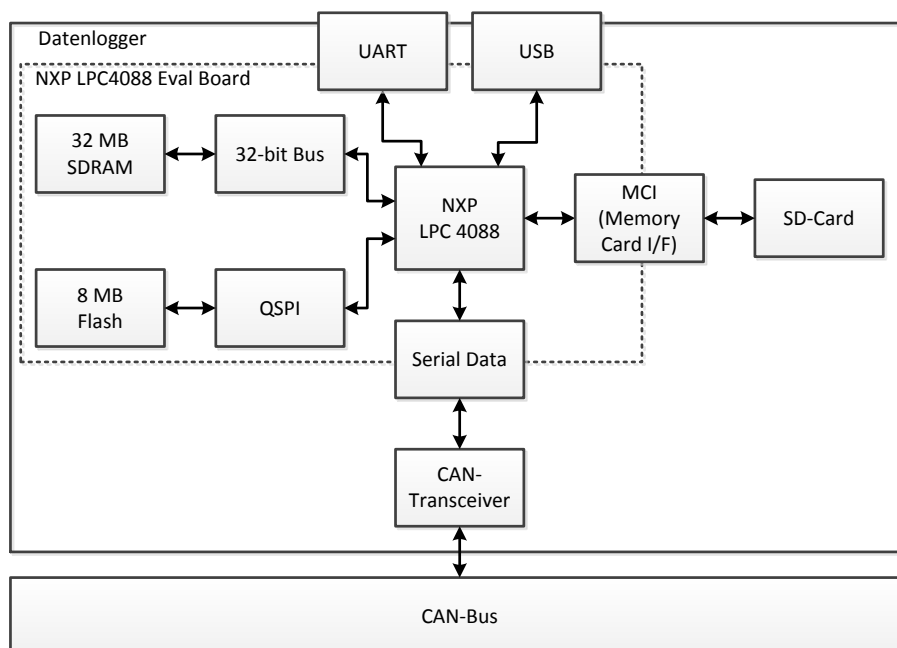 Datenlogger
UART
USB
NXP LPC4088 Eval Board
32 MB
SDRAM
32-bit Bus
NXP
LPC 4088
MCI
(Memory
Card I/F)
SD-Card
8 MB
Flash
QSPI
Serial Data
CAN-
Transceiver
CAN-Bus